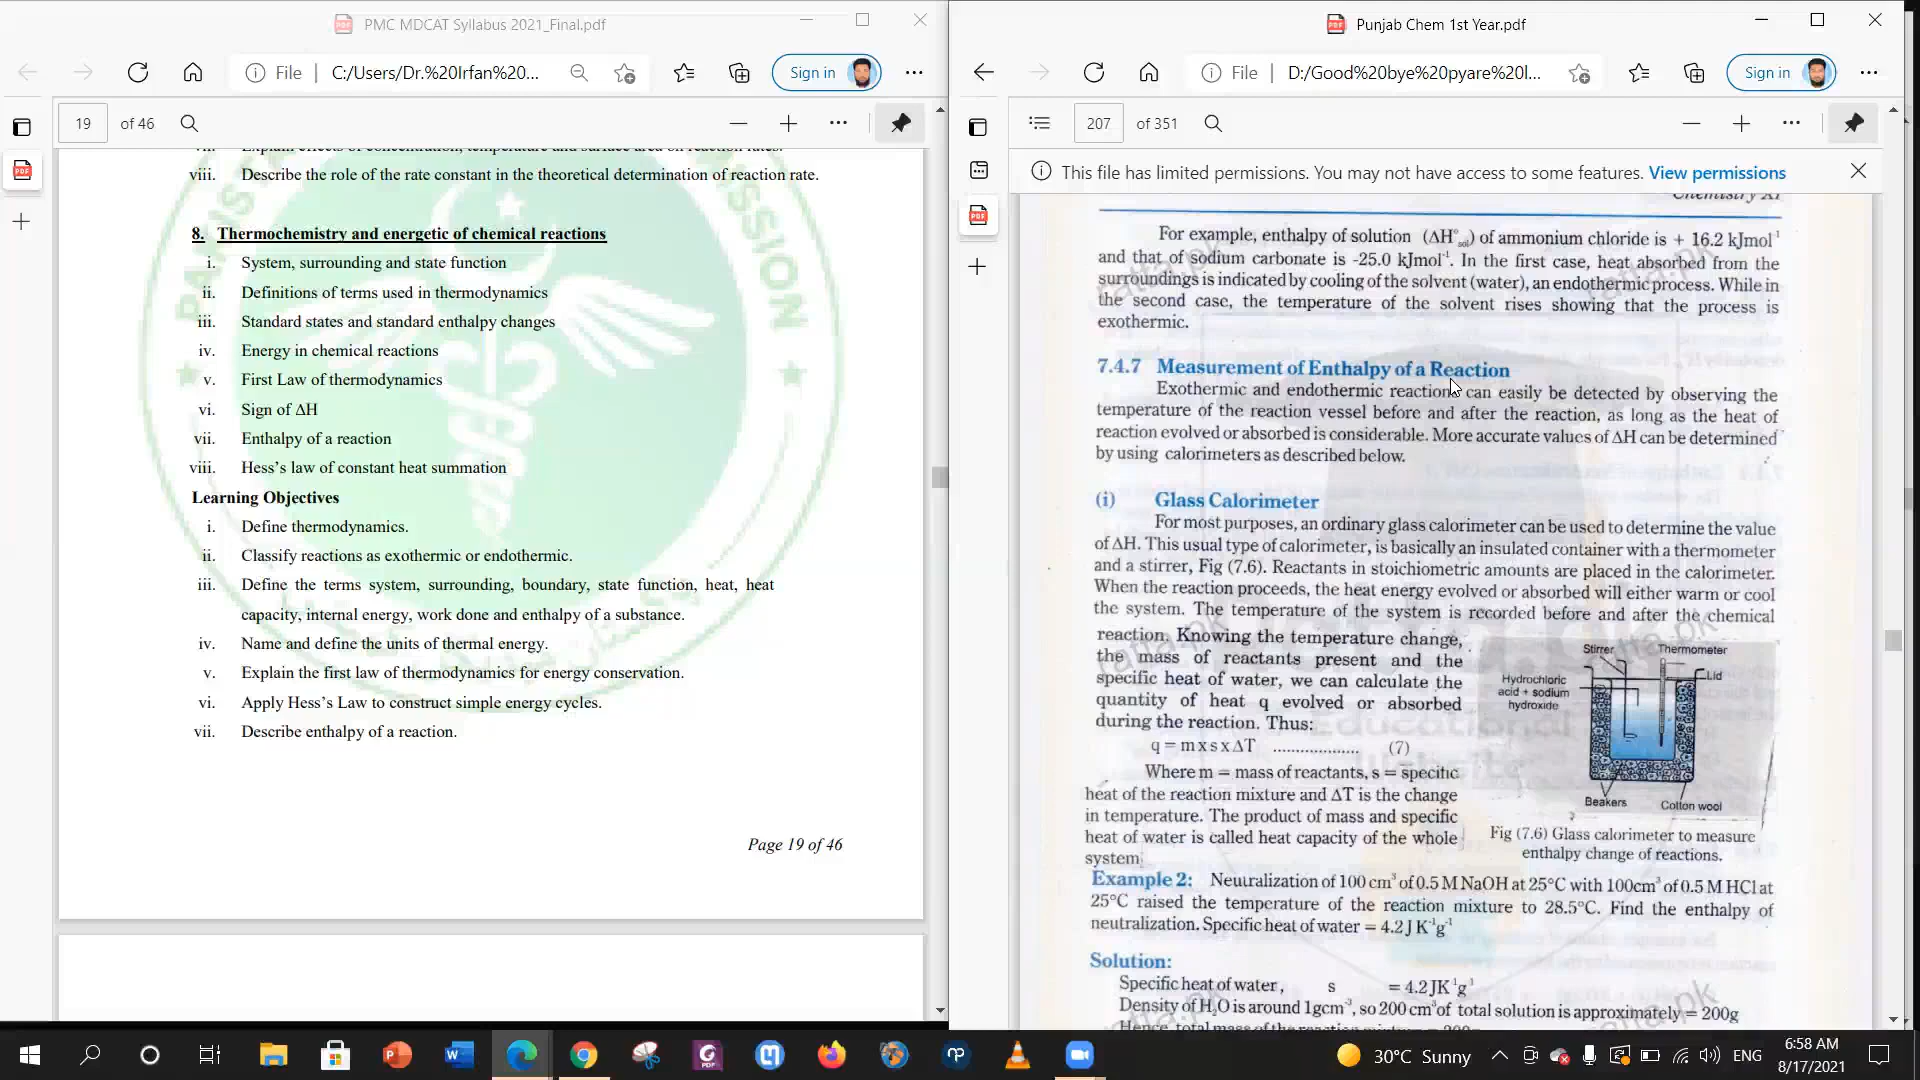 PMC MDCAT Syllabus 2021_Final.pdf
File
C:/Users/Dr.%20Irfan%20...
Sign in
19 of 46
viii. Describe the role of the rate constant in the theoretical determination of reaction rate.
8. Thermochemistry and energetic of chemical reactions
i. System, surrounding and state function
ii. Definitions of terms used in thermodynamics
iii. Standard states and standard enthalpy changes
iv. Energy in chemical reactions
v. First Law of thermodynamics
vi. Sign of ΔH
vii. Enthalpy of a reaction
viii. Hess's law of constant heat summation
Learning Objectives
i. Define thermodynamics.
ii. Classify reactions as exothermic or endothermic.
iii. Define the terms system, surrounding, boundary, state function, heat, heat
capacity, internal energy, work done and enthalpy of a substance.
iv. Name and define the units of thermal energy.
v. Explain the first law of thermodynamics for energy conservation.
vi. Apply Hess's Law to construct simple energy cycles.
vii. Describe enthalpy of a reaction.
Page 19 of 46
Punjab Chem 1st Year.pdf
File
D:/Good%20bye%20pyare%20l...
Sign in
207 of 351
This file has limited permissions. You may not have access to some features. View permissions
Chemistry XI
For example, enthalpy of solution (ΔH°sol) of ammonium chloride is + 16.2 kJmol⁻¹
and that of sodium carbonate is -25.0 kJmol⁻¹. In the first case, heat absorbed from the
surroundings is indicated by cooling of the solvent (water), an endothermic process. While in
the second case, the temperature of the solvent rises showing that the process is
exothermic.
7.4.7 Measurement of Enthalpy of a Reaction
Exothermic and endothermic reactions can easily be detected by observing the
temperature of the reaction vessel before and after the reaction, as long as the heat of
reaction evolved or absorbed is considerable. More accurate values of ΔH can be determined
by using calorimeters as described below.
(i) Glass Calorimeter
For most purposes, an ordinary glass calorimeter can be used to determine the value
of ΔH. This usual type of calorimeter, is basically an insulated container with a thermometer
and a stirrer, Fig (7.6). Reactants in stoichiometric amounts are placed in the calorimeter.
When the reaction proceeds, the heat energy evolved or absorbed will either warm or cool
the system. The temperature of the system is recorded before and after the chemical
reaction. Knowing the temperature change,
the mass of reactants present and the
specific heat of water, we can calculate the
quantity of heat q evolved or absorbed
during the reaction. Thus:
q = m x s x ΔT ................... (7)
Where m = mass of reactants, s = specific
heat of the reaction mixture and ΔT is the change
in temperature. The product of mass and specific
heat of water is called heat capacity of the whole
system
Stirrer
Thermometer
Lid
Hydrochloric
acid + sodium
hydroxide
Beakers
Cotton wool
Fig (7.6) Glass calorimeter to measure
enthalpy change of reactions.
Example 2: Neutralization of 100 cm³ of 0.5 M NaOH at 25°C with 100cm³ of 0.5 M HCl at
25°C raised the temperature of the reaction mixture to 28.5°C. Find the enthalpy of
neutralization. Specific heat of water = 4.2 J K⁻¹g⁻¹
Solution:
Specific heat of water, s = 4.2 JK⁻¹g⁻¹
Density of H₂O is around 1gcm⁻³, so 200 cm³ of total solution is approximately = 200g
30°C Sunny
ENG
6:58 AM
8/17/2021